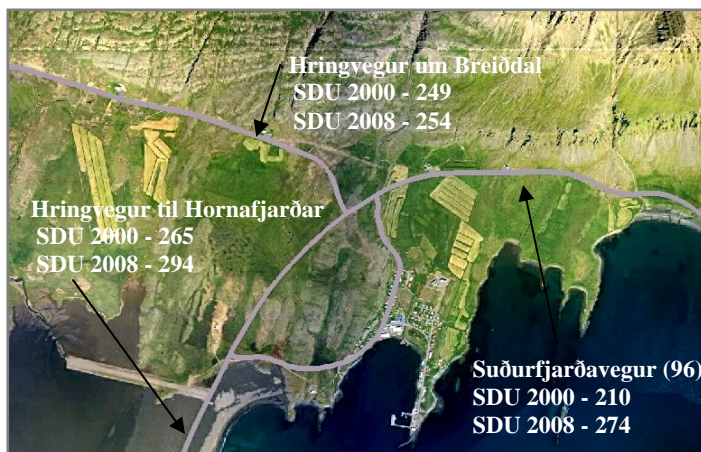 Hringvegur um Breiðdal
SDU 2000 - 249
SDU 2008 - 254
Hringvegur til Hornafjarðar
SDU 2000 - 265
SDU 2008 - 294
Suðurfjarðavegur (96)
SDU 2000 - 210
SDU 2008 - 274